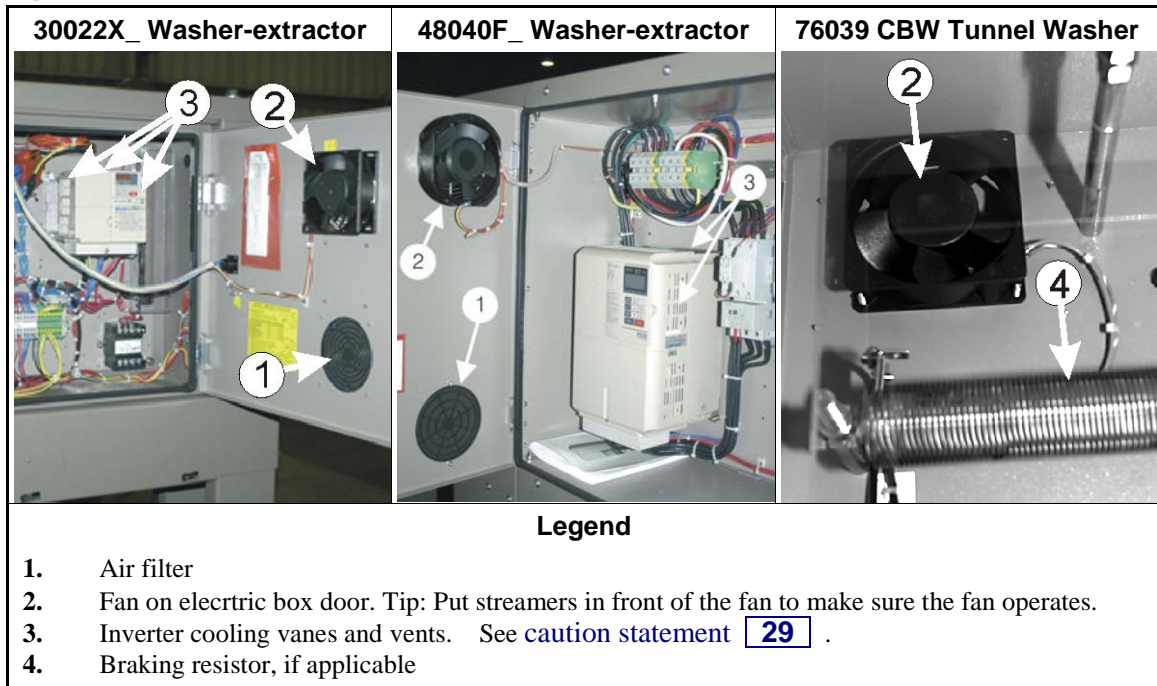 30022X_ Washer-extractor
48040F_ Washer-extractor
76039 CBW Tunnel Washer
3
2
1
2
3
1
2
4
Legend
1. Air filter
2. Fan on elecrtric box door. Tip: Put streamers in front of the fan to make sure the fan operates.
3. Inverter cooling vanes and vents. See caution statement 29 .
4. Braking resistor, if applicable